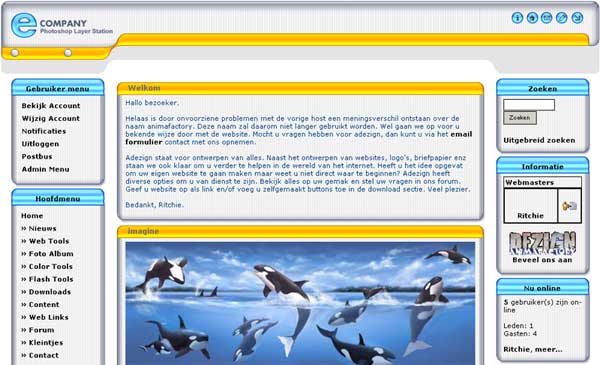 e COMPANY
Photoshop Layer Station
Gebruiker menu
Bekijk Account
Wijzig Account
Notificaties
Uitloggen
Postbus
Admin Menu
Hoofdmenu
Home
» Nieuws
» Web Tools
» Foto Album
» Color Tools
» Flash Tools
» Downloads
» Content
» Web Links
» Forum
» Kleintjes
» Contact
Welkom
Hallo bezoeker.
Helaas is door onvoorziene problemen met de vorige host een meningsverschil ontstaan over de
naam animafactory. Deze naam zal daarom niet langer gebruikt worden. Wel gaan we op voor u
bekende wijze door met de website. Mocht u vragen hebben voor adezign, dan kunt u via het email
formulier contact met ons opnemen.
Adezign staat voor ontwerpen van alles. Naast het ontwerpen van websites, logo's, briefpapier enz
staan we ook klaar om u verder te helpen in de wereld van het internet. Heeft u het idee opgevat
om uw eigen website te gaan maken maar weet u niet direct waar te beginnen? Adezign heeft
diverse opties om u van dienst te zijn. Bekijk alles op uw gemak en stel uw vragen in ons forum.
Geef u website op als link en/of voeg u zelfgemaakt buttons toe in de download sectie. Veel plezier.
Bedankt, Ritchie.
imagine
Zoeken
Zoeken
Uitgebreid zoeken
Informatie
Webmasters
Ritchie
DEZIGN
Beveel ons aan
Nu online
5 gebruiker(s) zijn on-
line
Leden: 1
Gasten: 4
Ritchie, meer...